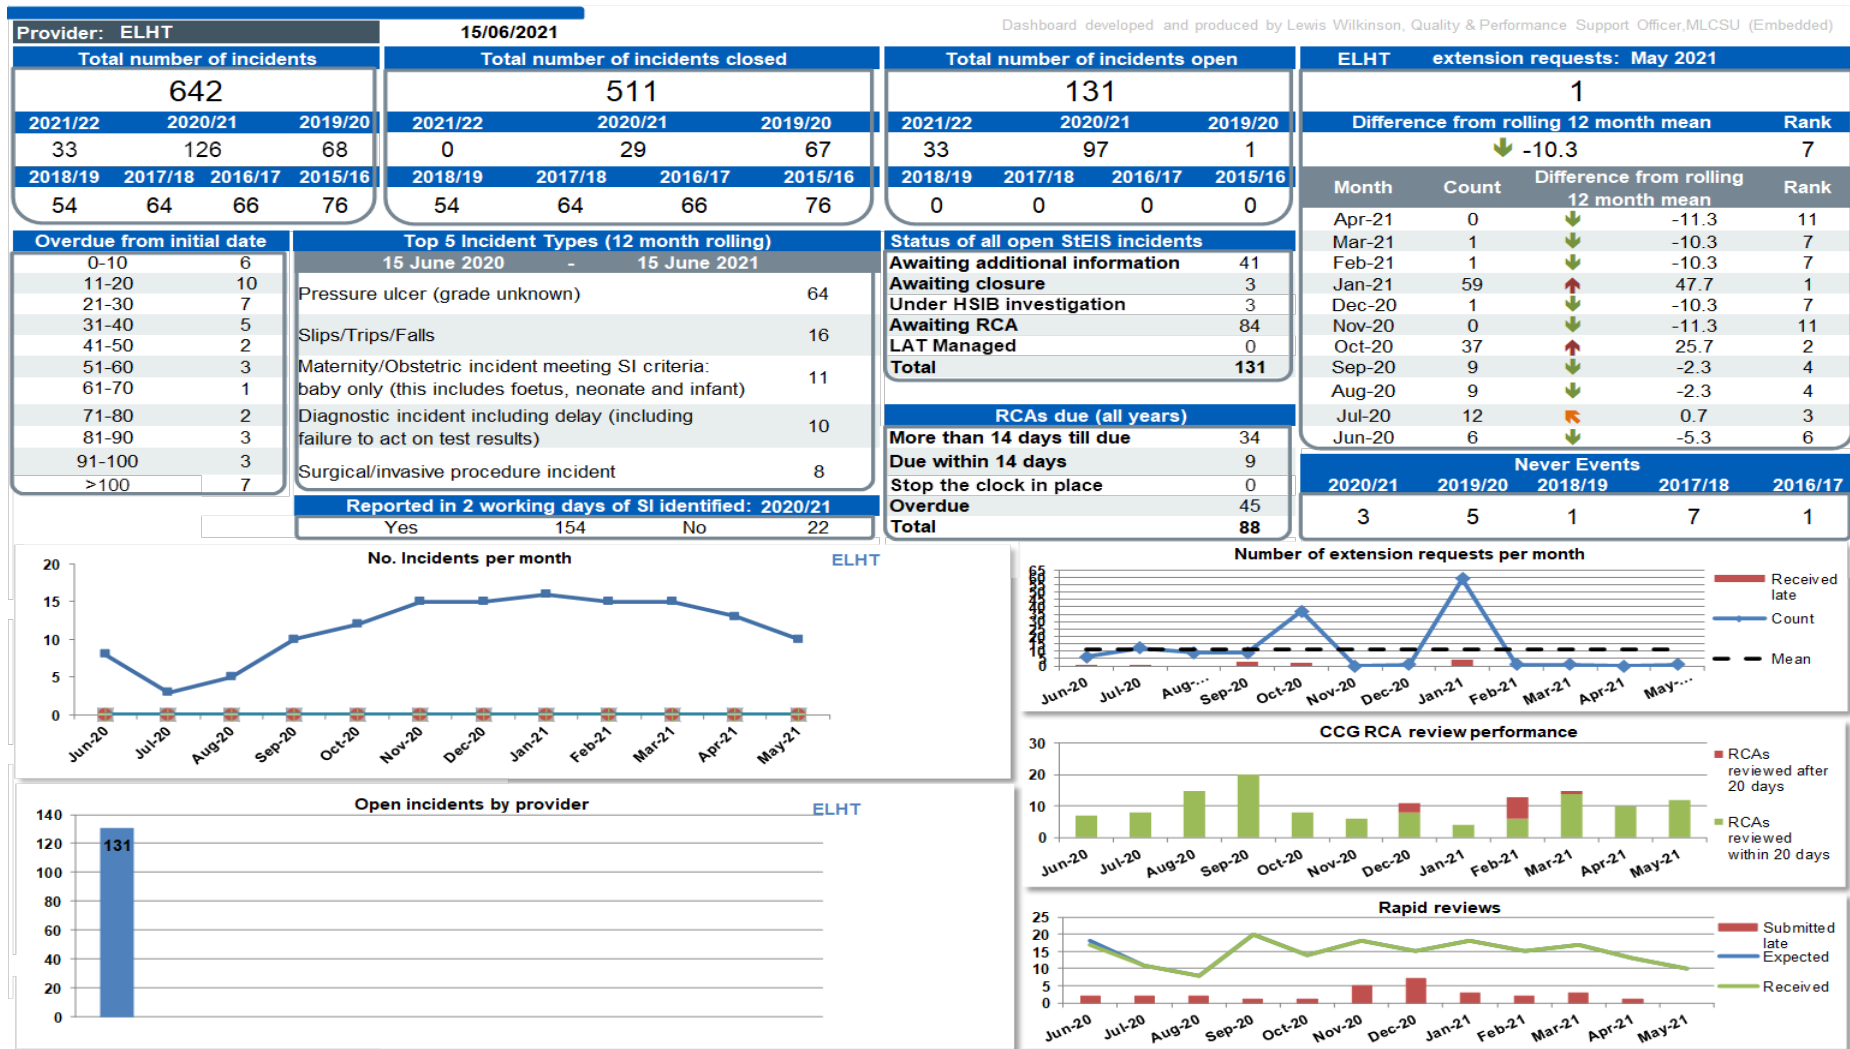 Provider: ELHT 15/06/2021 Dashboard developed and produced by Lewis Wilkinson, Quality & Performance Support Officer,MLCSU (Embedded)
Total number of incidents
642
2021/22 2020/21 2019/20
33 126 68
2018/19 2017/18 2016/17 2015/16
54 64 66 76
Total number of incidents closed
511
2021/22 2020/21 2019/20
0 29 67
2018/19 2017/18 2016/17 2015/16
54 64 66 76
Total number of incidents open
131
2021/22 2020/21 2019/20
33 97 1
2018/19 2017/18 2016/17 2015/16
0 0 0 0
ELHT extension requests: May 2021
1
Difference from rolling 12 month mean Rank
-10.3 7
Month Count Difference from rolling 12 month mean Rank
Apr-21 0 -11.3 11
Mar-21 1 -10.3 7
Feb-21 1 -10.3 7
Jan-21 59 47.7 1
Dec-20 1 -10.3 7
Nov-20 0 -11.3 11
Oct-20 37 25.7 2
Sep-20 9 -2.3 4
Aug-20 9 -2.3 4
Jul-20 12 0.7 3
Jun-20 6 -5.3 6
Overdue from initial date
0-10 6
11-20 10
21-30 7
31-40 5
41-50 2
51-60 3
61-70 1
71-80 2
81-90 3
91-100 3
>100 7
Top 5 Incident Types (12 month rolling)
15 June 2020 - 15 June 2021
Pressure ulcer (grade unknown) 64
Slips/Trips/Falls 16
Maternity/Obstetric incident meeting SI criteria:
baby only (this includes foetus, neonate and infant) 11
Diagnostic incident including delay (including
failure to act on test results) 10
Surgical/invasive procedure incident 8
Reported in 2 working days of SI identified: 2020/21
Yes 154 No 22
Status of all open StEIS incidents
Awaiting additional information 41
Awaiting closure 3
Under HSIB investigation 3
Awaiting RCA 84
LAT Managed 0
Total 131
RCAs due (all years)
More than 14 days till due 34
Due within 14 days 9
Stop the clock in place 0
Overdue 45
Total 88
Never Events
2020/21 2019/20 2018/19 2017/18 2016/17
3 5 1 7 1
No. Incidents per month ELHT
20
15
10
5
0
Jun-20 Jul-20 Aug-20 Sep-20 Oct-20 Nov-20 Dec-20 Jan-21 Feb-21 Mar-21 Apr-21 May-21
Open incidents by provider ELHT
140
120
100
80
60
40
20
0
131
Number of extension requests per month
65
60
55
50
45
40
35
30
25
20
15
10
5
0
Jun-20 Jul-20 Aug-... Sep-20 Oct-20 Nov-20 Dec-20 Jan-21 Feb-21 Mar-21 Apr-21 May-...
Received
late
Count
Mean
CCG RCA review performance
30
20
10
0
Jun-20 Jul-20 Aug-20 Sep-20 Oct-20 Nov-20 Dec-20 Jan-21 Feb-21 Mar-21 Apr-21 May-21
RCAs
reviewed after
20 days
RCAs
reviewed
within 20 days
Rapid reviews
25
20
15
10
5
0
Jun-20 Jul-20 Aug-20 Sep-20 Oct-20 Nov-20 Dec-20 Jan-21 Feb-21 Mar-21 Apr-21 May-21
Submitted
late
Expected
Received